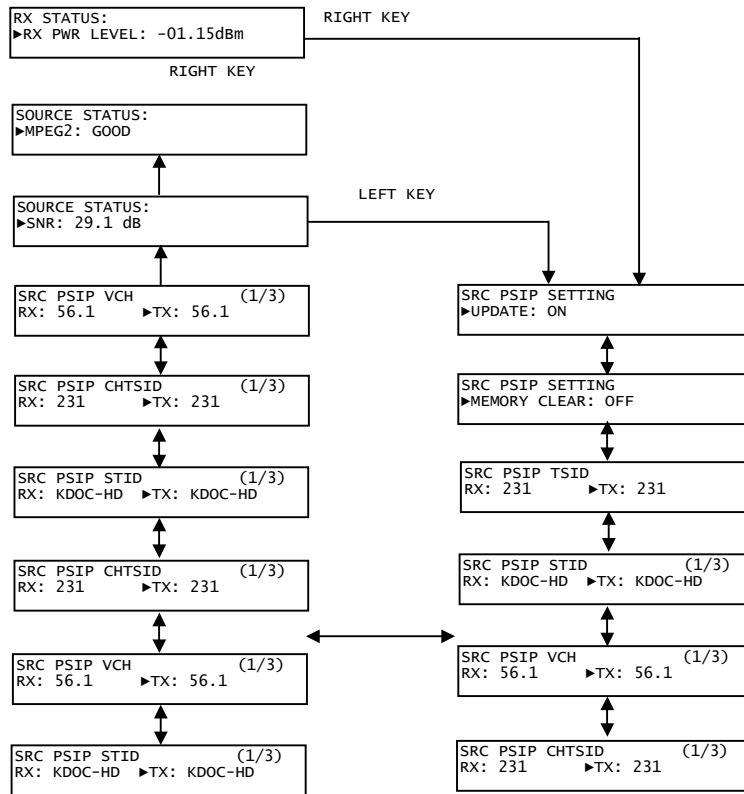 RX STATUS:
►RX PWR LEVEL: -01.15dBm
RIGHT KEY
RIGHT KEY
SOURCE STATUS:
►MPEG2: GOOD
SOURCE STATUS:
►SNR: 29.1 dB
LEFT KEY
SRC PSIP VCH (1/3)
RX: 56.1 ►TX: 56.1
SRC PSIP CHTSID (1/3)
RX: 231 ►TX: 231
SRC PSIP STID (1/3)
RX: KDOC-HD ►TX: KDOC-HD
SRC PSIP CHTSID (1/3)
RX: 231 ►TX: 231
SRC PSIP VCH (1/3)
RX: 56.1 ►TX: 56.1
SRC PSIP STID (1/3)
RX: KDOC-HD ►TX: KDOC-HD
SRC PSIP SETTING
►UPDATE: ON
SRC PSIP SETTING
►MEMORY CLEAR: OFF
SRC PSIP TSID
RX: 231 ►TX: 231
SRC PSIP STID (1/3)
RX: KDOC-HD ►TX: KDOC-HD
SRC PSIP VCH (1/3)
RX: 56.1 ►TX: 56.1
SRC PSIP CHTSID (1/3)
RX: 231 ►TX: 231